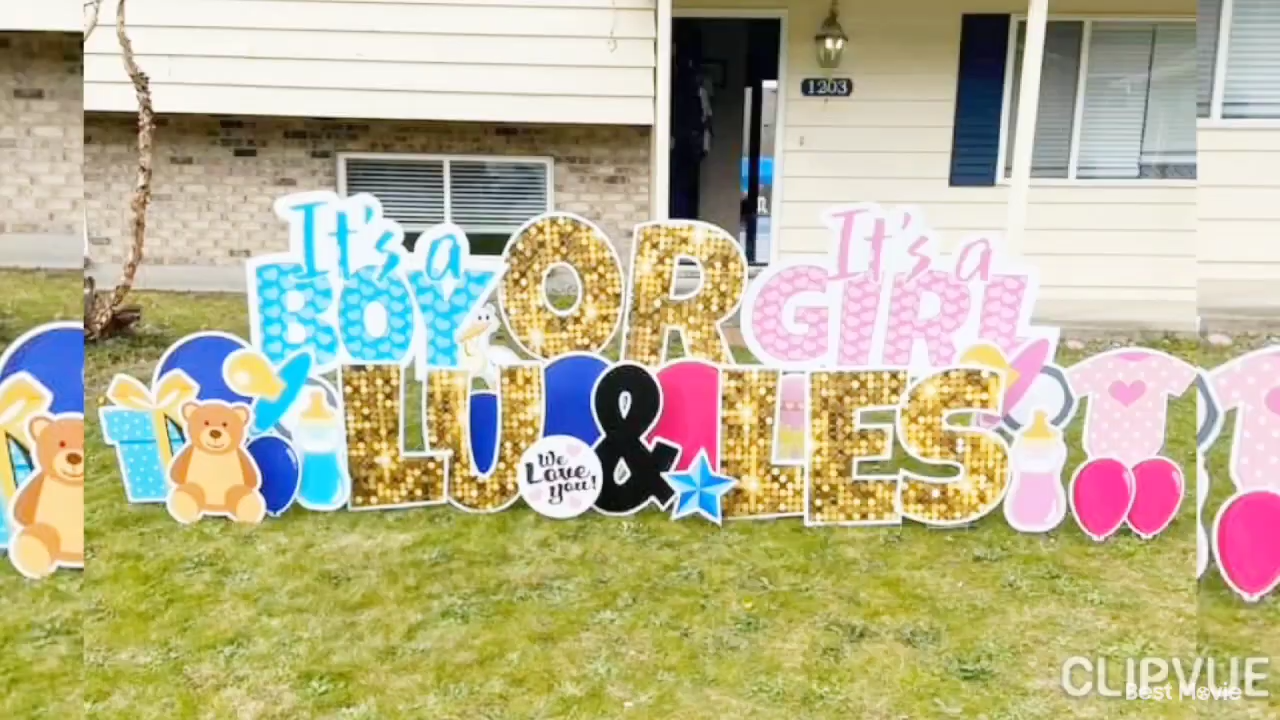 1203
It's a It's a
BOY OR GIRL
LU & LES
We
Love
you!
CLIPVUE
Best Movie